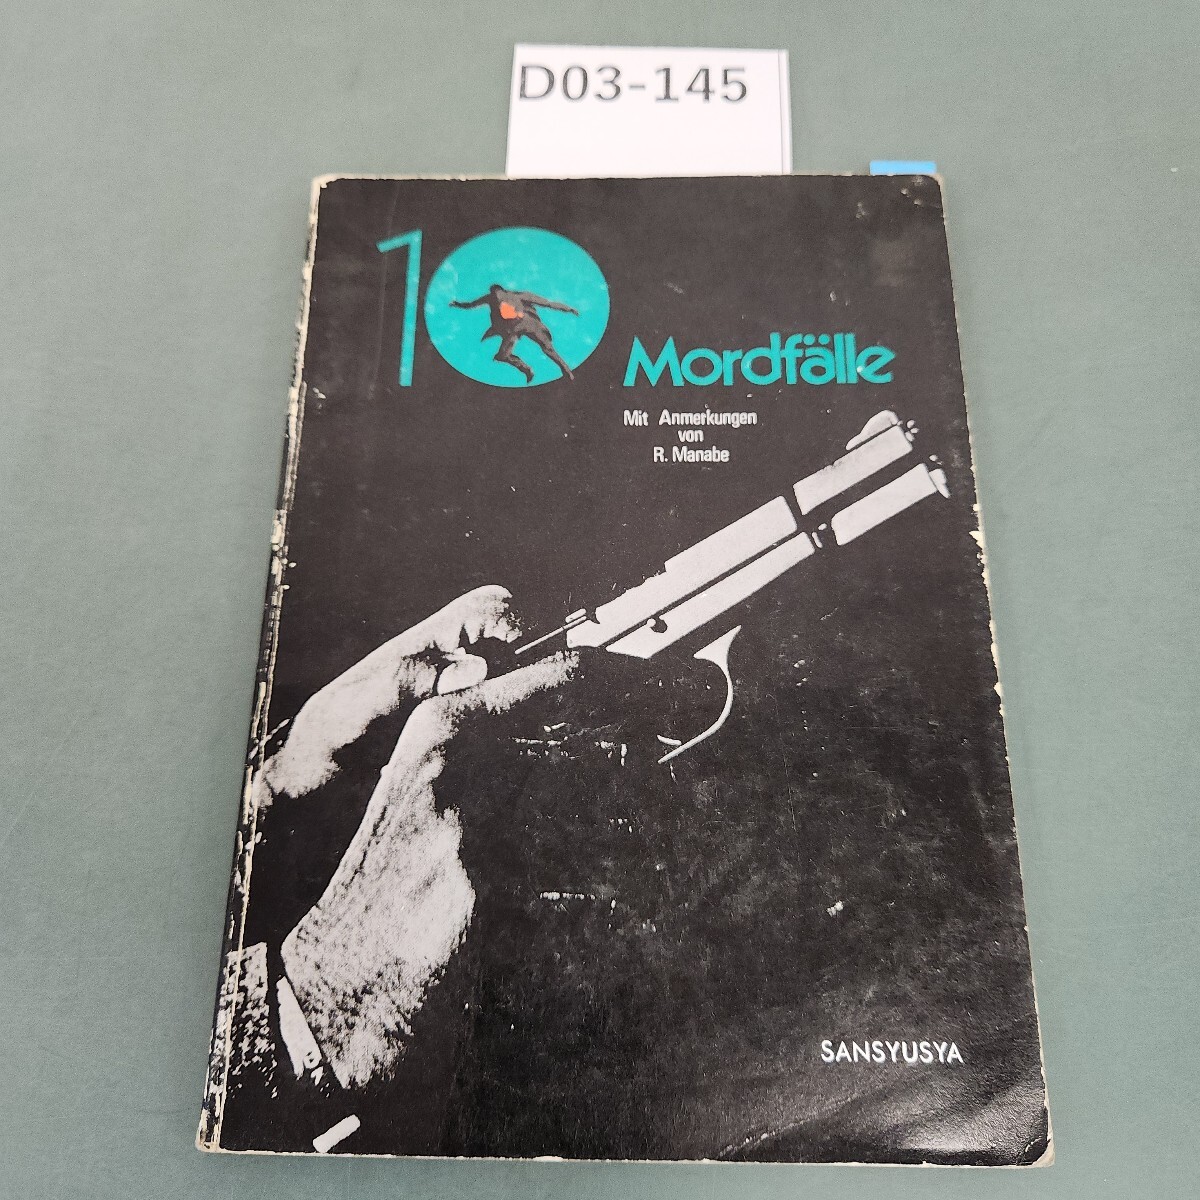 D03-145
10
Mordfälle
Mit Anmerkungen
von
R. Manabe
SANSYUSYA